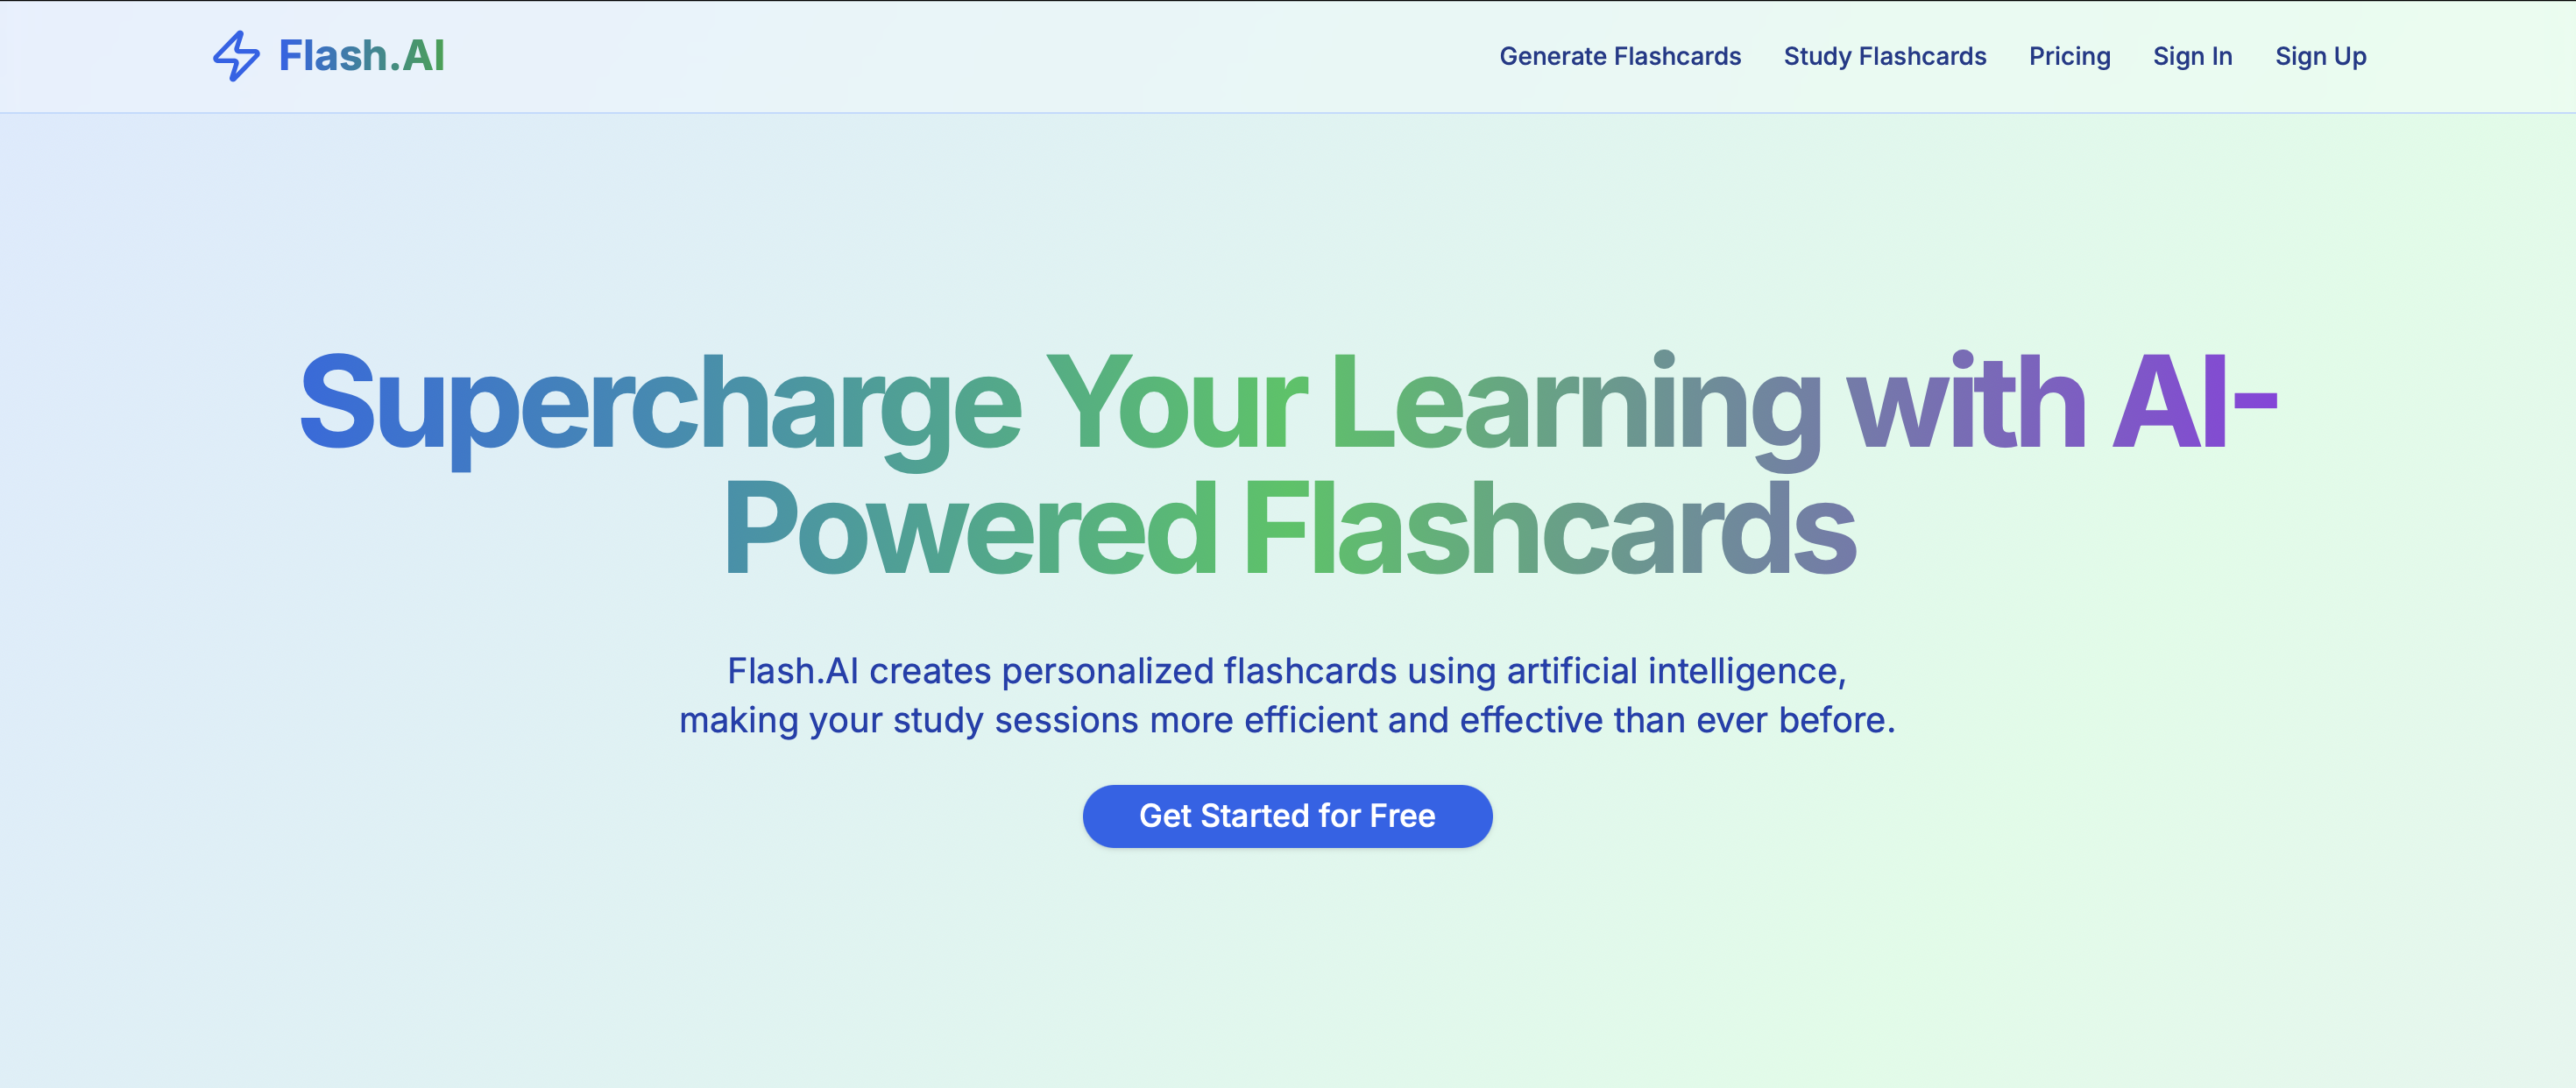 Flash.AI
Generate Flashcards Study Flashcards Pricing Sign In Sign Up
Supercharge Your Learning with AI-
Powered Flashcards
Flash.AI creates personalized flashcards using artificial intelligence,
making your study sessions more efficient and effective than ever before.
Get Started for Free